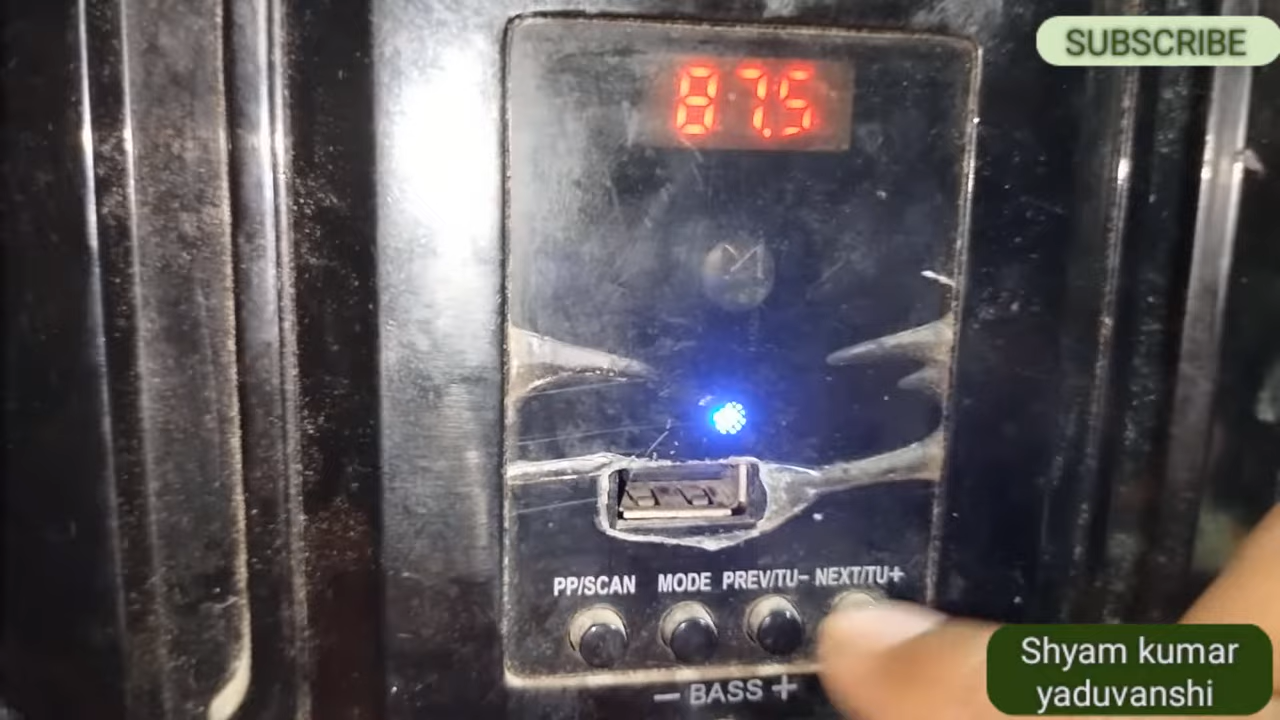 SUBSCRIBE
87.5
PP/SCAN MODE PREV/TU- NEXT/TU+
- BASS +
Shyam kumar
yaduvanshi